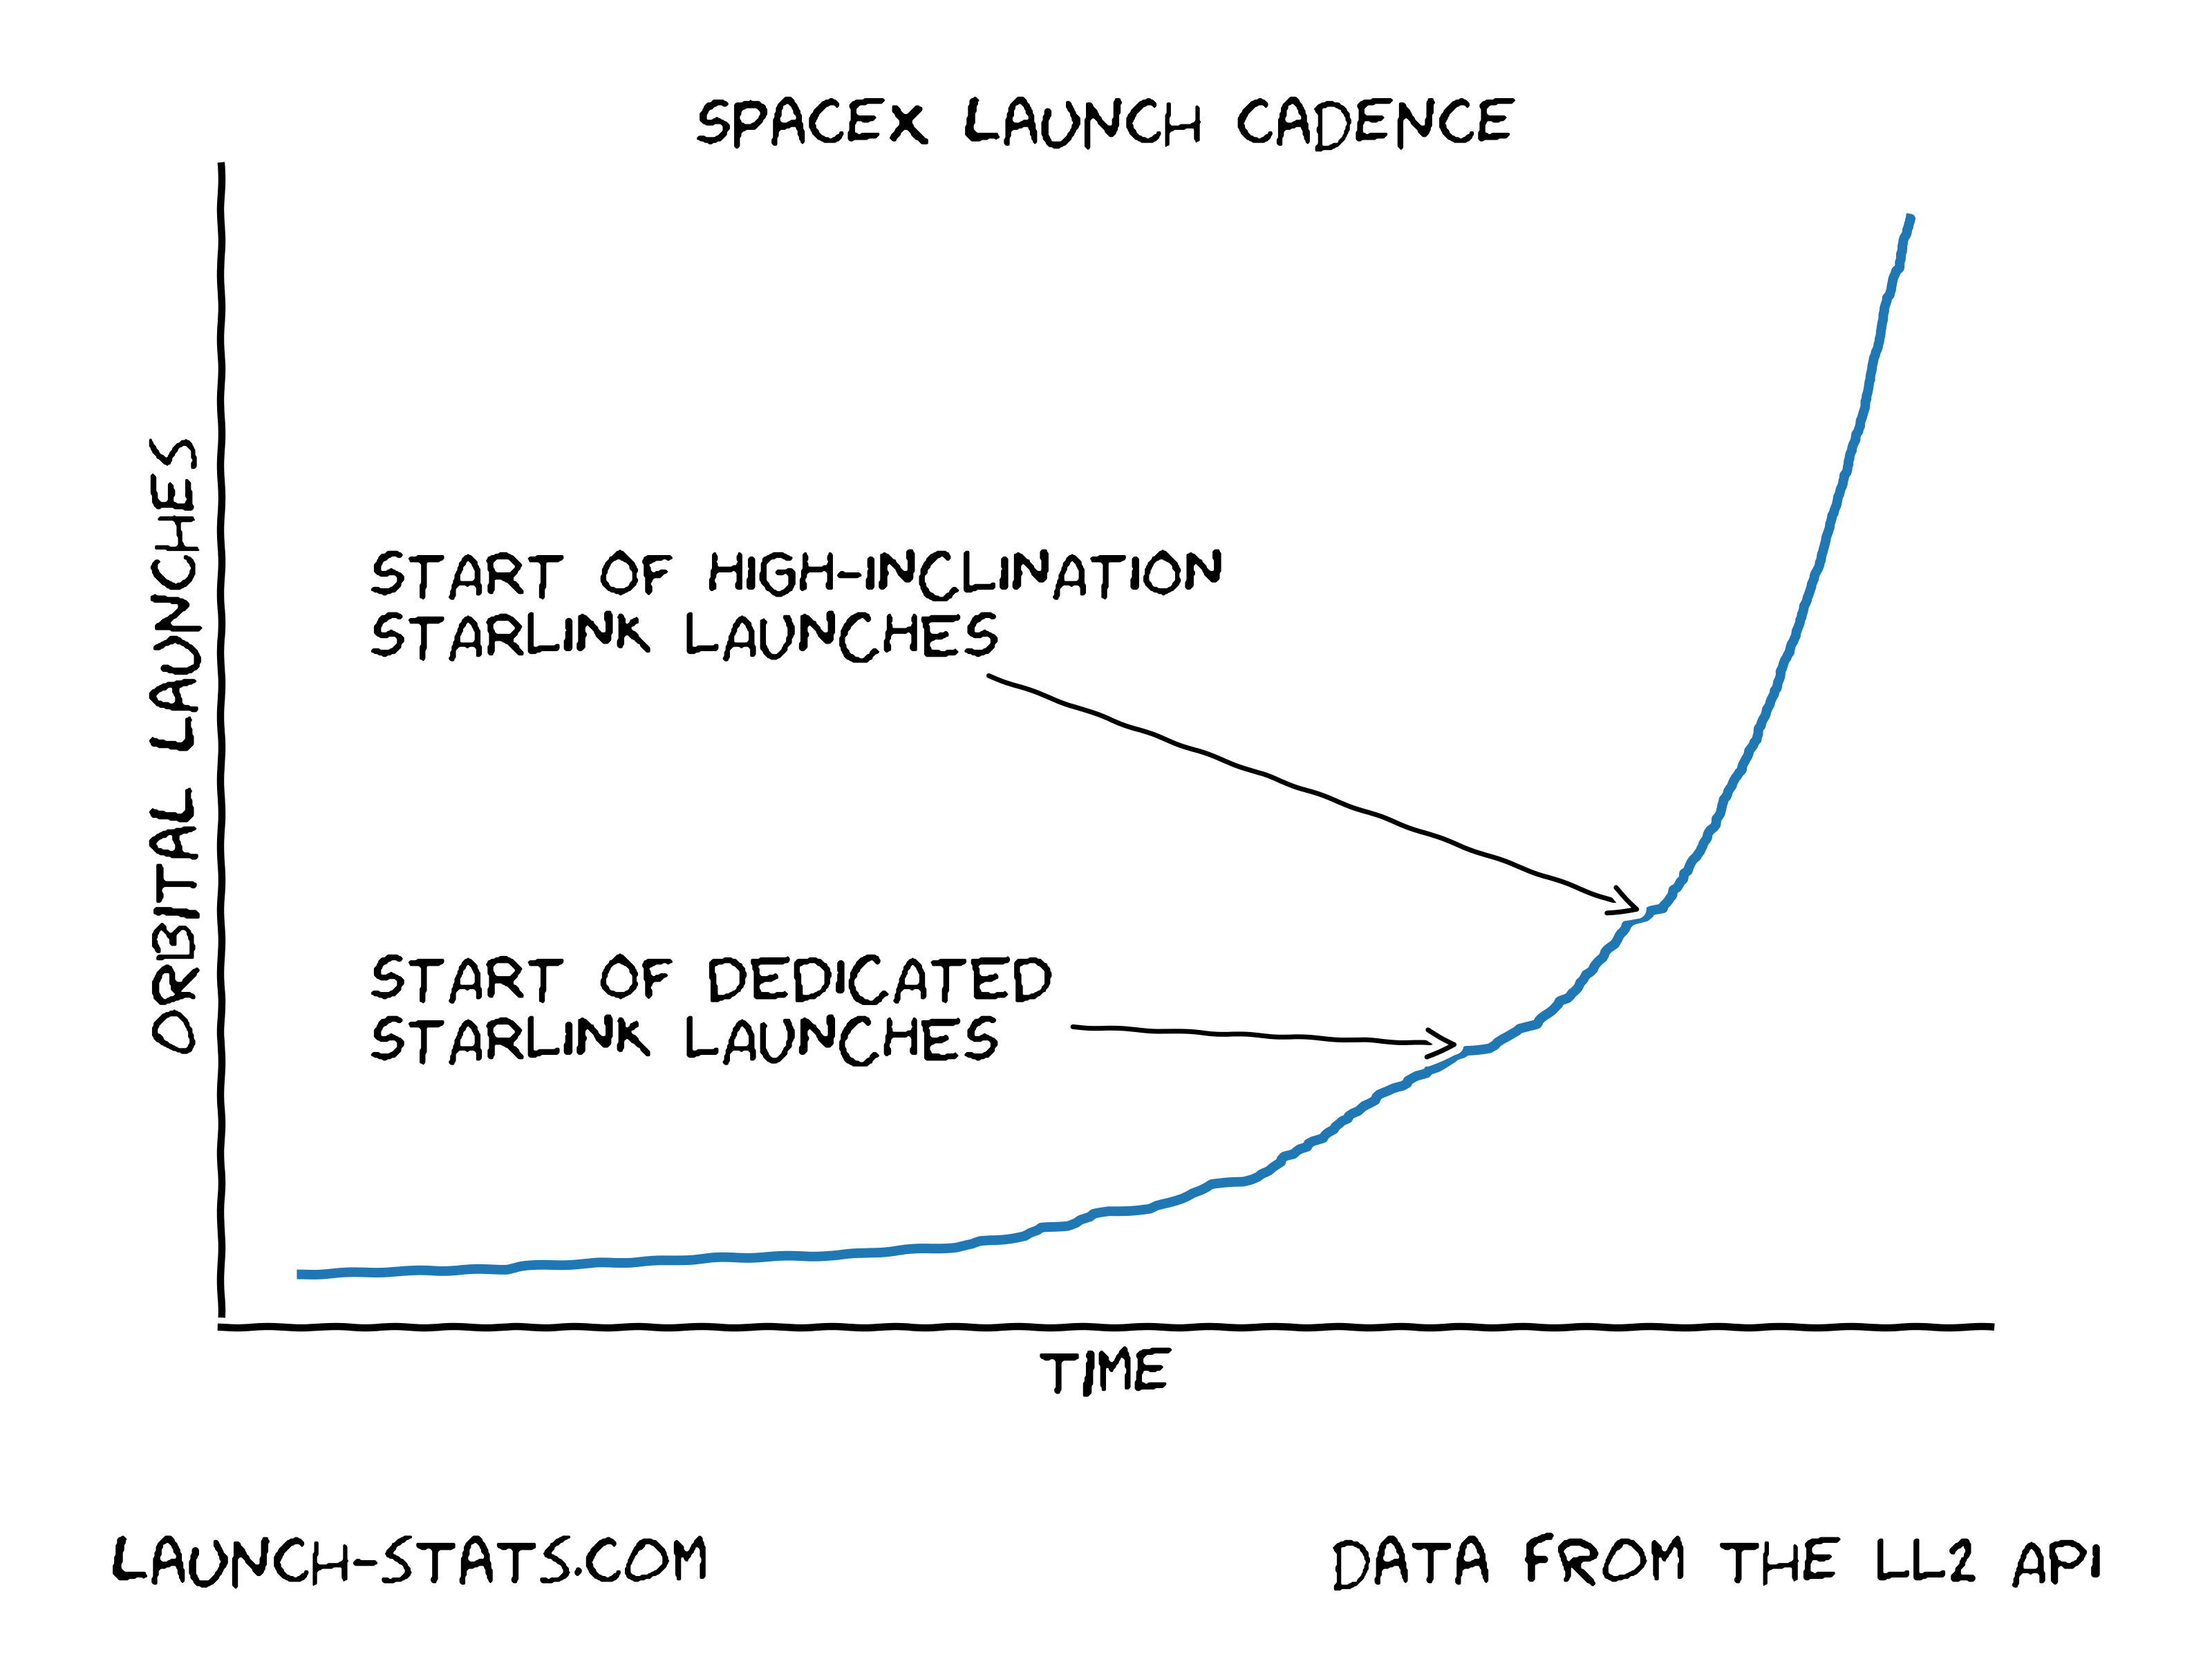 SPACEX LAUNCH CADENCE
ORBITAL LAUNCHES
START OF HIGH-INCLINATION
STARLINK LAUNCHES
START OF DEDICATED
STARLINK LAUNCHES
TIME
LAUNCH-STATS.COM
DATA FROM THE LL2 API